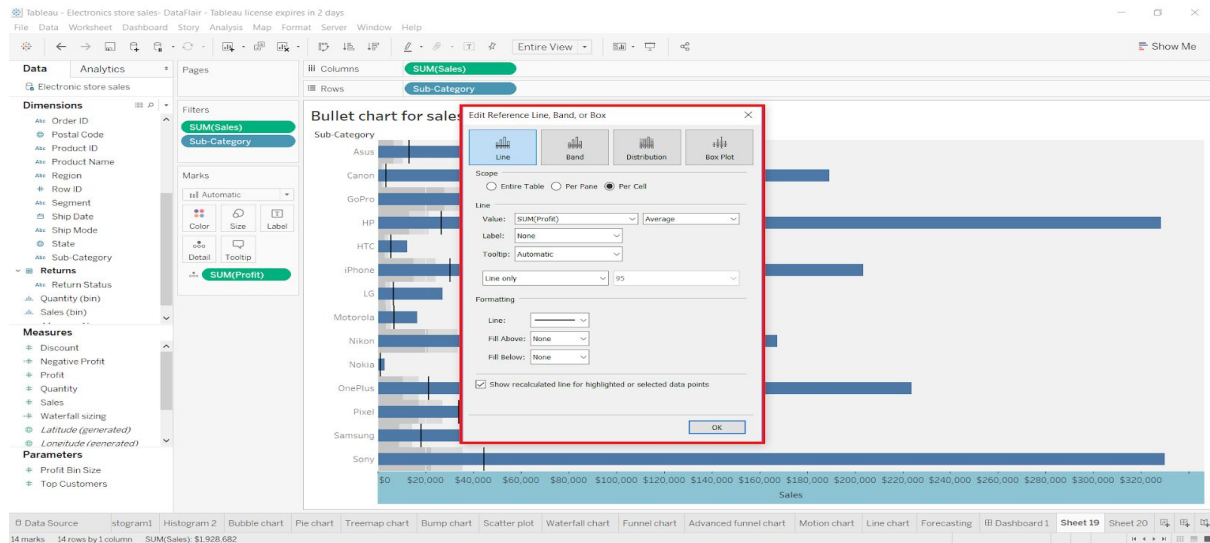 Tableau - Electronics store sales- DataFlair - Tableau license expires in 2 days
File Data Worksheet Dashboard Story Analysis Map Format Server Window Help
Entire View
Show Me
Data Analytics
Electronic store sales
Dimensions
Abc Order ID
Postal Code
Abc Product ID
Abc Product Name
Abc Region
# Row ID
Abc Segment
Ship Date
Abc Ship Mode
State
Abc Sub-Category
Returns
Abc Return Status
Quantity (bin)
Sales (bin)
Measures
# Discount
Negative Profit
# Profit
# Quantity
# Sales
Waterfall sizing
Latitude (generated)
Longitude (generated)
Parameters
# Profit Bin Size
# Top Customers
Pages
Filters
SUM(Sales)
Sub-Category
Marks
Automatic
Color Size Label
Detail Tooltip
SUM(Profit)
Columns SUM(Sales)
Rows Sub-Category
Bullet chart for sales
Sub-Category
Asus
Canon
GoPro
HP
HTC
iPhone
LG
Motorola
Nikon
Nokia
OnePlus
Pixel
Samsung
Sony
$0 $20,000 $40,000 $60,000 $80,000 $100,000 $120,000 $140,000 $160,000 $180,000 $200,000 $220,000 $240,000 $260,000 $280,000 $300,000 $320,000
Sales
Edit Reference Line, Band, or Box
Line Band Distribution Box Plot
Scope
Entire Table Per Pane Per Cell
Line
Value: SUM(Profit) Average
Label: None
Tooltip: Automatic
Line only 95
Formatting
Line:
Fill Above: None
Fill Below: None
Show recalculated line for highlighted or selected data points
OK
Data Source stogram1 Histogram 2 Bubble chart Pie chart Treemap chart Bump chart Scatter plot Waterfall chart Funnel chart Advanced funnel chart Motion chart Line chart Forecasting Dashboard 1 Sheet 19 Sheet 20
14 marks 14 rows by 1 column SUM(Sales): $1,928,682